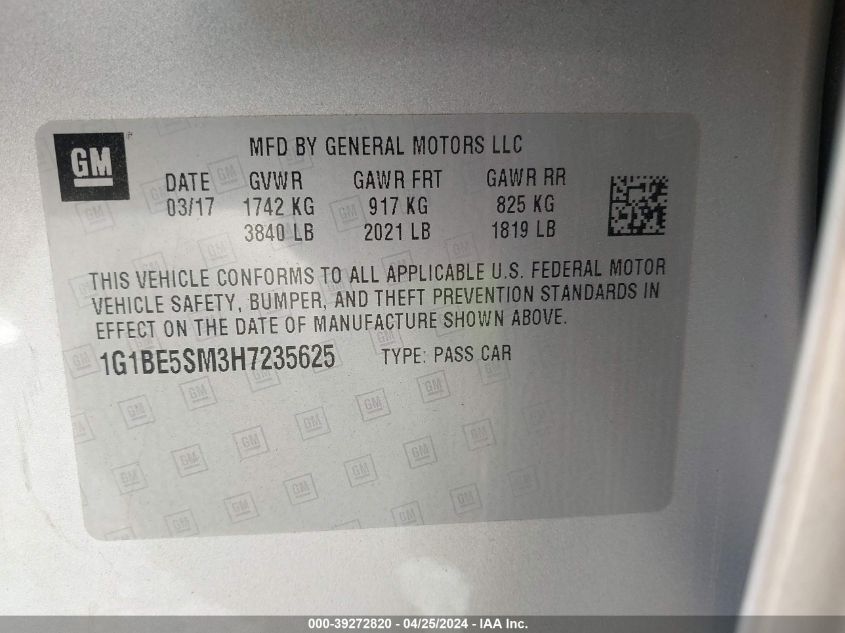 GM
MFD BY GENERAL MOTORS LLC
DATE GVWR GAWR FRT GAWR RR
03/17 1742 KG 917 KG 825 KG
3840 LB 2021 LB 1819 LB
THIS VEHICLE CONFORMS TO ALL APPLICABLE U.S. FEDERAL MOTOR
VEHICLE SAFETY, BUMPER, AND THEFT PREVENTION STANDARDS IN
EFFECT ON THE DATE OF MANUFACTURE SHOWN ABOVE.
1G1BE5SM3H7235625 TYPE: PASS CAR
000-39272820 - 04/25/2024 - IAA Inc.